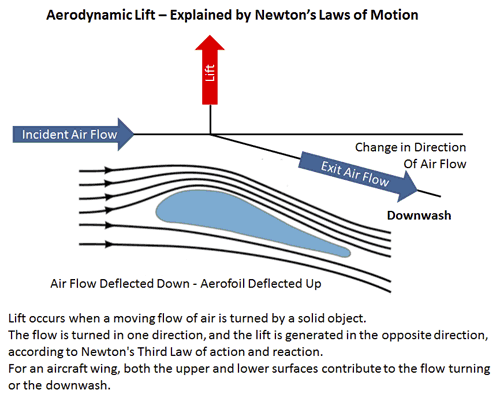 Aerodynamic Lift – Explained by Newton's Laws of Motion
Lift
Incident Air Flow
Change in Direction
Of Air Flow
Exit Air Flow
Downwash
Air Flow Deflected Down - Aerofoil Deflected Up
Lift occurs when a moving flow of air is turned by a solid object.
The flow is turned in one direction, and the lift is generated in the opposite direction,
according to Newton's Third Law of action and reaction.
For an aircraft wing, both the upper and lower surfaces contribute to the flow turning
or the downwash.